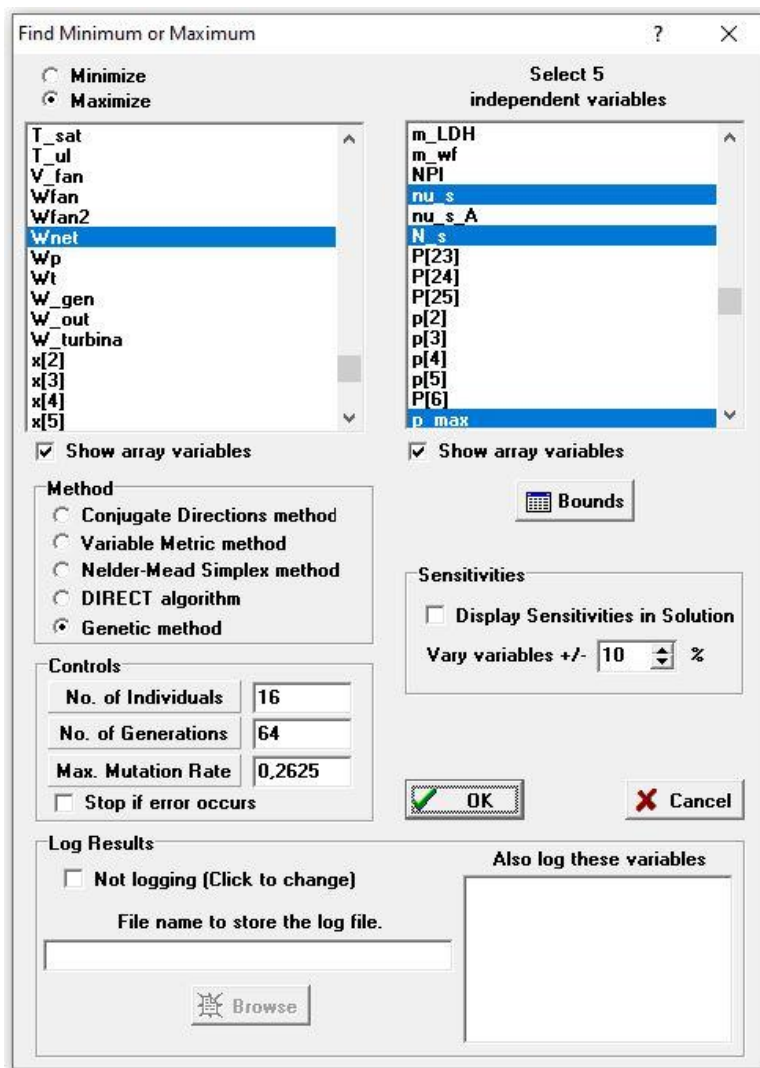 Find Minimum or Maximum
?
Minimize
Maximize
Select 5
independent variables
T_sat
T_ul
V_fan
Wfan
Wfan2
Wnet
Wp
Wt
W_gen
W_out
W_turbina
x[2]
x[3]
x[4]
x[5]
m_LDH
m_wf
NPI
nu_s
nu_s_A
N_s
P[23]
P[24]
P[25]
p[2]
p[3]
p[4]
p[5]
P[6]
p_max
Show array variables
Show array variables
Method
Conjugate Directions method
Variable Metric method
Nelder-Mead Simplex method
DIRECT algorithm
Genetic method
Bounds
Sensitivities
Display Sensitivities in Solution
Vary variables +/- 10 %
Controls
No. of Individuals 16
No. of Generations 64
Max. Mutation Rate 0,2625
Stop if error occurs
OK
Cancel
Log Results
Not logging (Click to change)
File name to store the log file.
Browse
Also log these variables